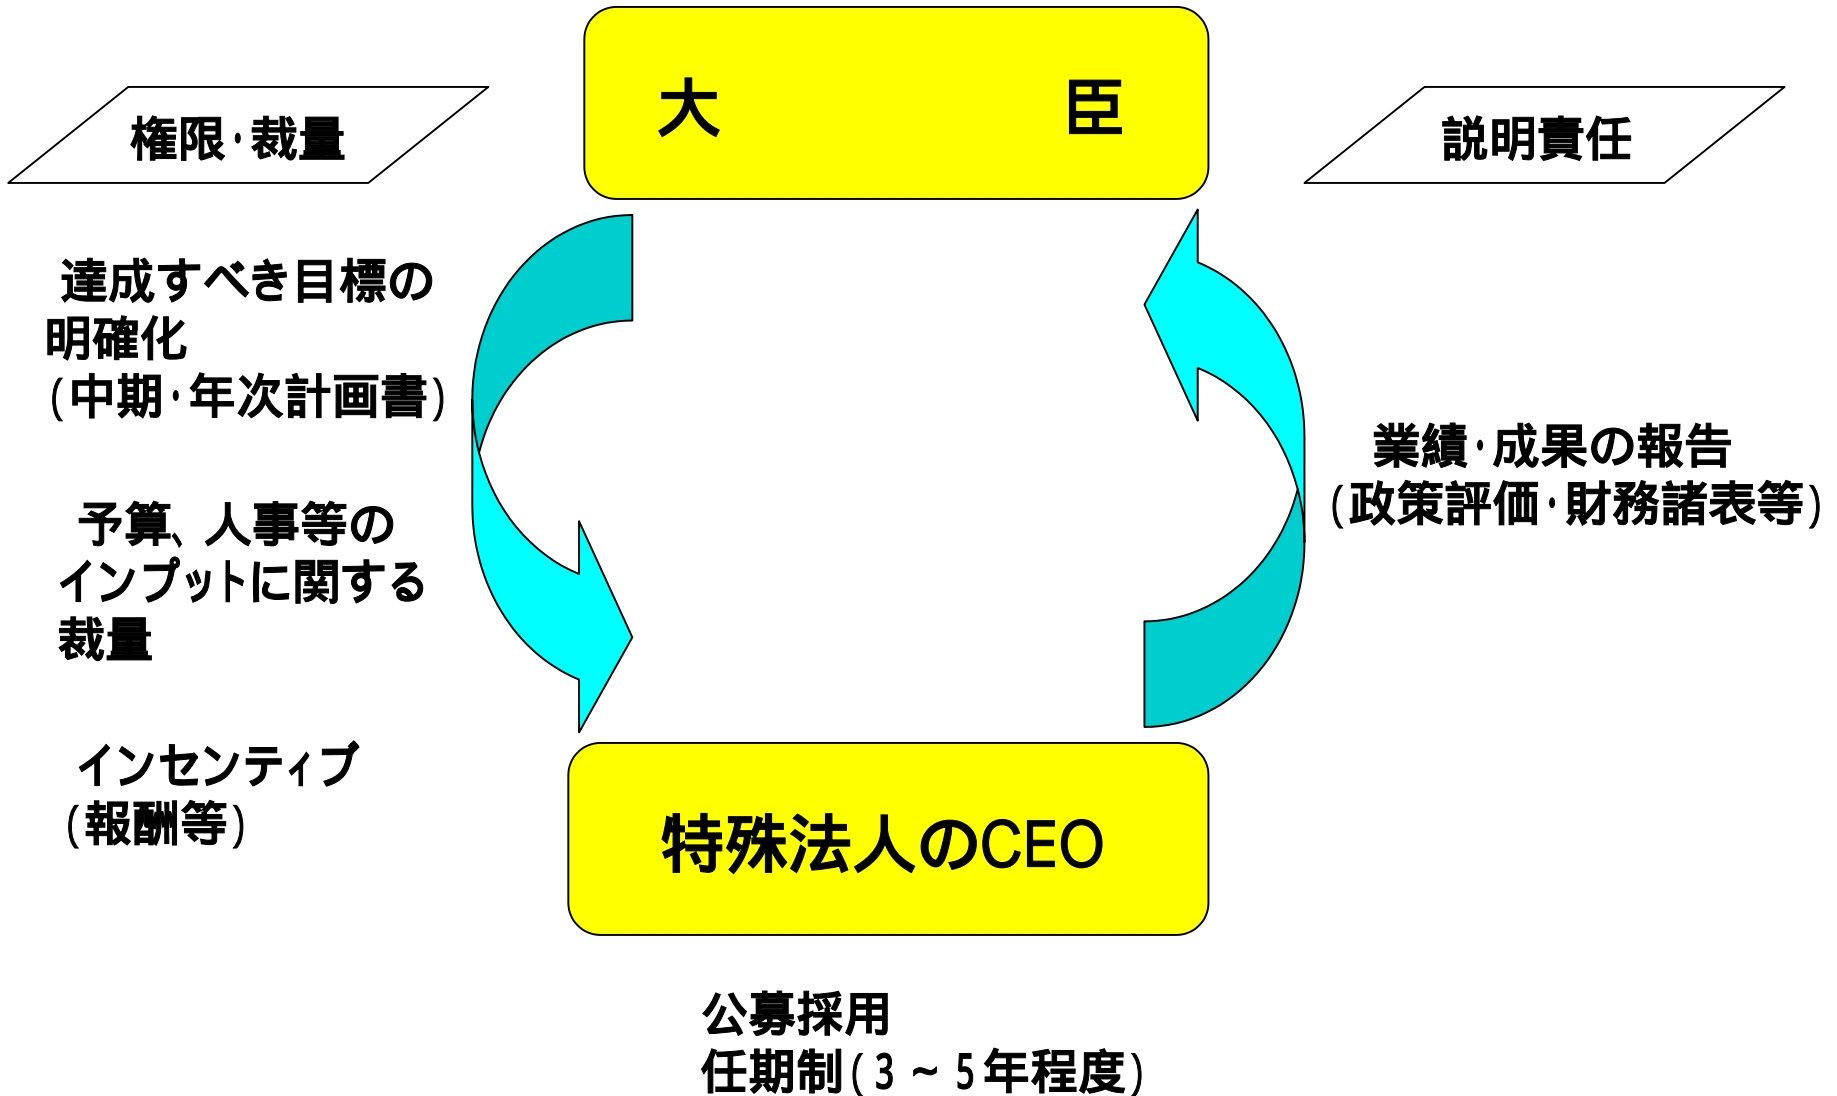 大臣
権限・裁量
説明責任
達成すべき目標の
明確化
(中期・年次計画書)
予算、人事等の
インプットに関する
裁量
インセンティブ
(報酬等)
業績・成果の報告
(政策評価・財務諸表等)
特殊法人のCEO
公募採用
任期制(3~5年程度)